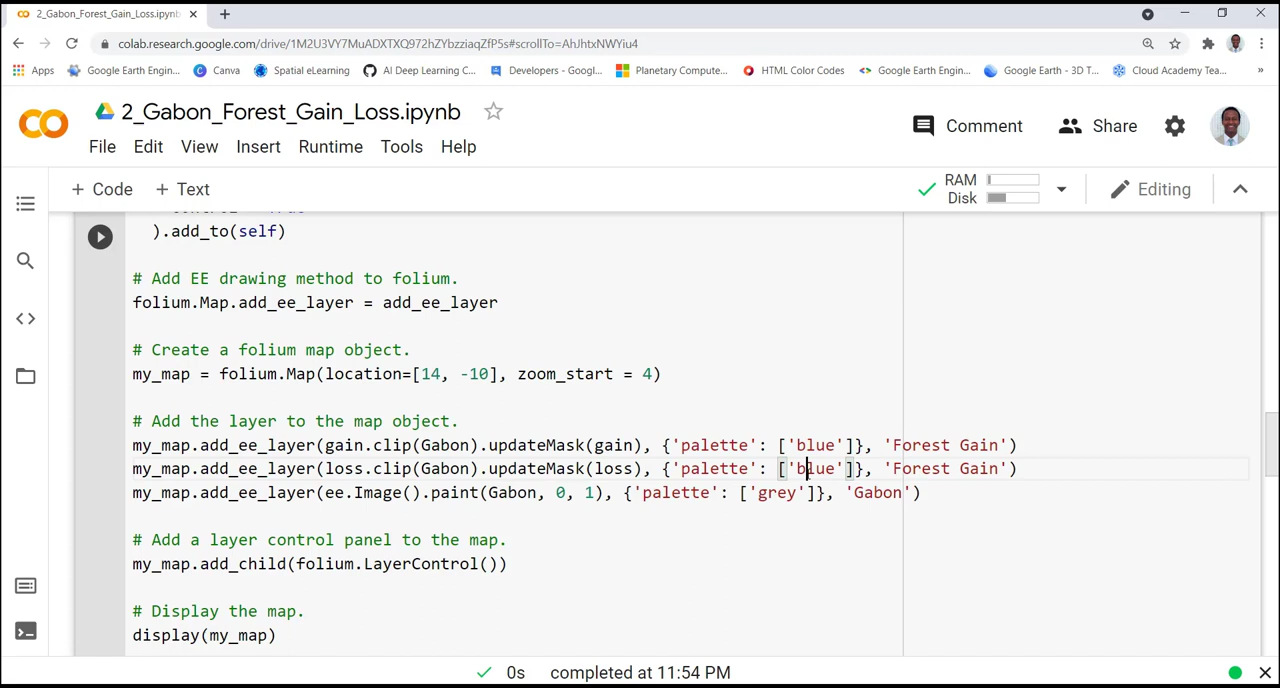 2_Gabon_Forest_Gain_Loss.ipynb
colab.research.google.com/drive/1M2U3VY7MuADXTXQ972hZYbzziaqZfP5s#scrollTo=AhJhtxNWYiu4
Apps Google Earth Engin... Canva Spatial eLearning AI Deep Learning C... Developers - Googl... Planetary Compute... HTML Color Codes Google Earth Engin... Google Earth - 3D T... Cloud Academy Tea... »
CO 2_Gabon_Forest_Gain_Loss.ipynb
Comment Share
File Edit View Insert Runtime Tools Help
+ Code + Text RAM Disk Editing
).add_to(self)
# Add EE drawing method to folium.
folium.Map.add_ee_layer = add_ee_layer
# Create a folium map object.
my_map = folium.Map(location=[14, -10], zoom_start = 4)
# Add the layer to the map object.
my_map.add_ee_layer(gain.clip(Gabon).updateMask(gain), {'palette': ['blue']}, 'Forest Gain')
my_map.add_ee_layer(loss.clip(Gabon).updateMask(loss), {'palette': ['blue']}, 'Forest Gain')
my_map.add_ee_layer(ee.Image().paint(Gabon, 0, 1), {'palette': ['grey']}, 'Gabon')
# Add a layer control panel to the map.
my_map.add_child(folium.LayerControl())
# Display the map.
display(my_map)
0s completed at 11:54 PM